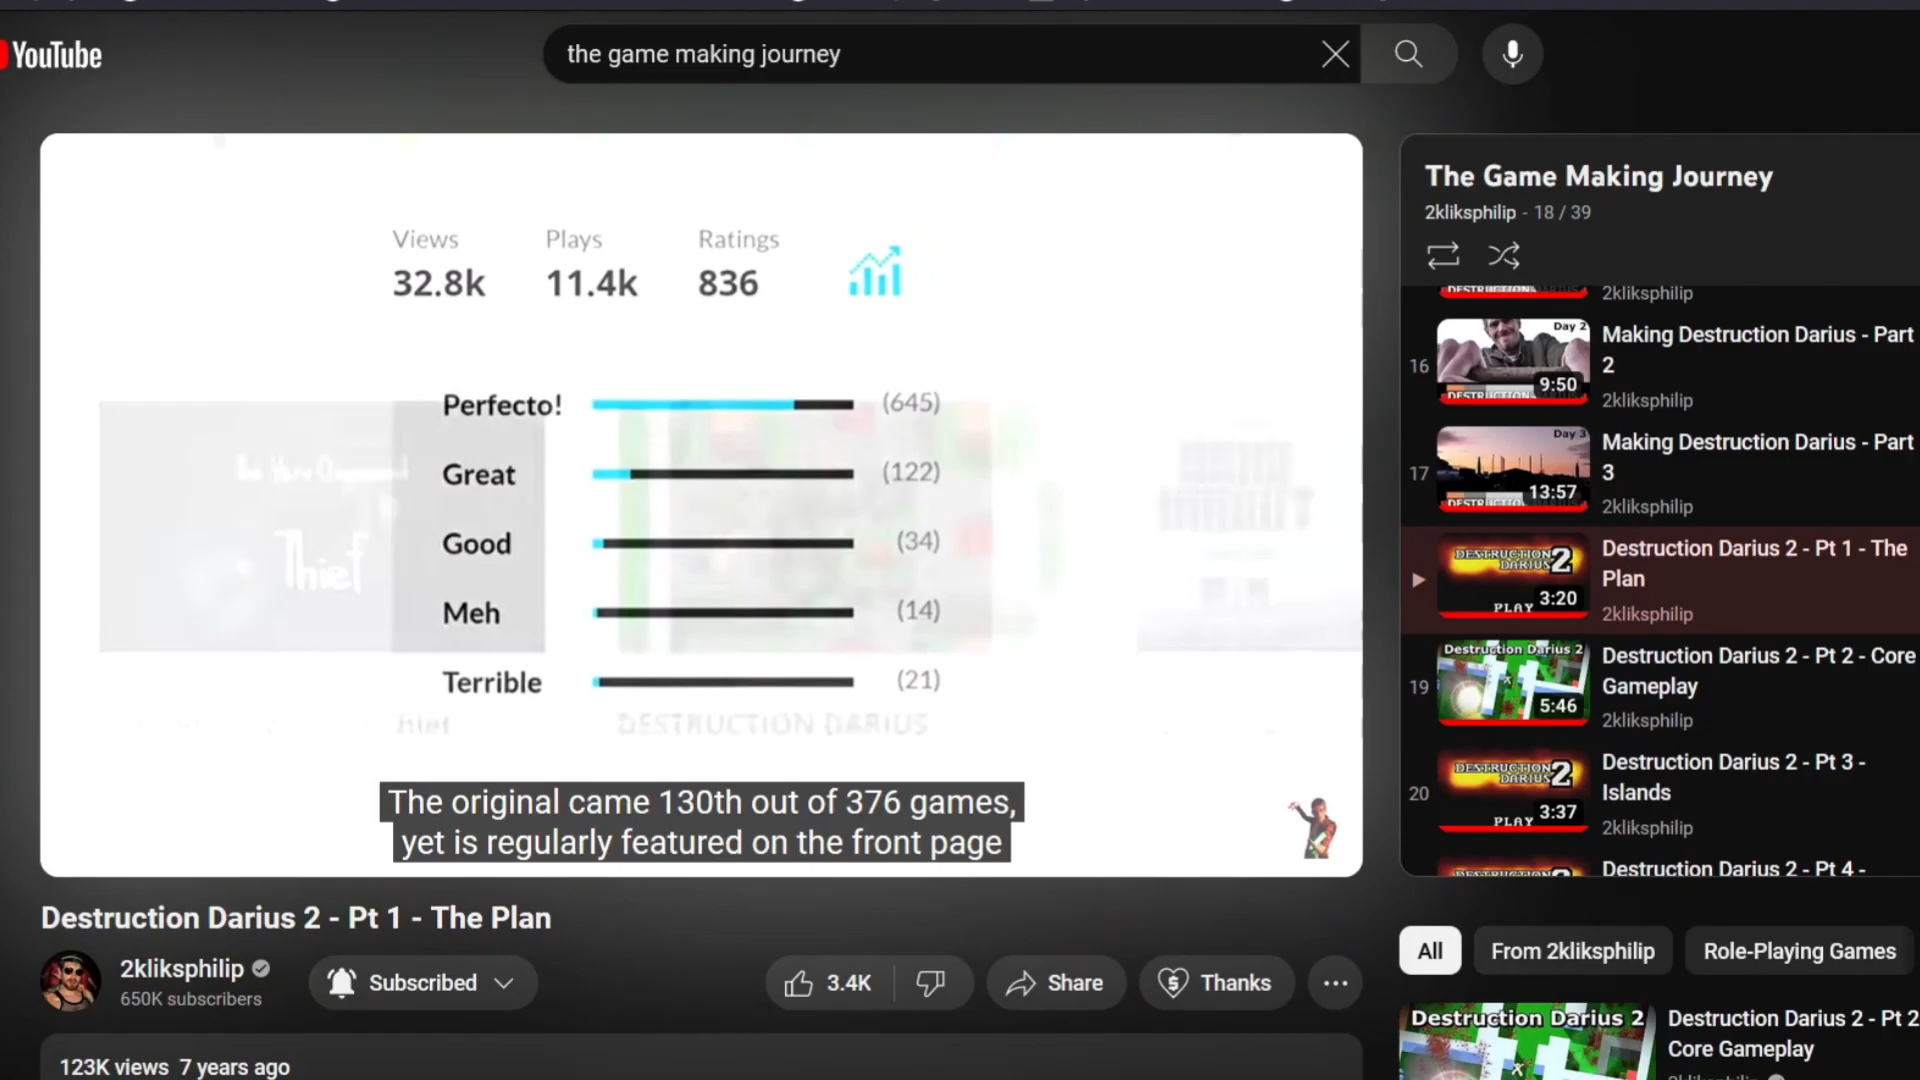 YouTube
the game making journey
Views
Plays
Ratings
32.8k
11.4k
836
Perfecto!
(645)
Great
(122)
Good
(34)
Meh
(14)
Terrible
(21)
Thief
DESTRUCTION DARIUS
The original came 130th out of 376 games,
yet is regularly featured on the front page
Destruction Darius 2 - Pt 1 - The Plan
2kliksphilip
650K subscribers
Subscribed
3.4K
Share
Thanks
123K views 7 years ago
The Game Making Journey
2kliksphilip - 18 / 39
2kliksphilip
16
Day 2
9:50
Making Destruction Darius - Part
2
2kliksphilip
17
Day 3
13:57
Making Destruction Darius - Part
3
2kliksphilip
DESTRUCTION
DARIUS 2
PLAY
3:20
Destruction Darius 2 - Pt 1 - The
Plan
2kliksphilip
19
Destruction Darius 2
5:46
Destruction Darius 2 - Pt 2 - Core
Gameplay
2kliksphilip
20
DESTRUCTION
DARIUS 2
PLAY
3:37
Destruction Darius 2 - Pt 3 -
Islands
2kliksphilip
Destruction Darius 2 - Pt 4 -
All
From 2kliksphilip
Role-Playing Games
Destruction Darius 2
Destruction Darius 2 - Pt 2
Core Gameplay